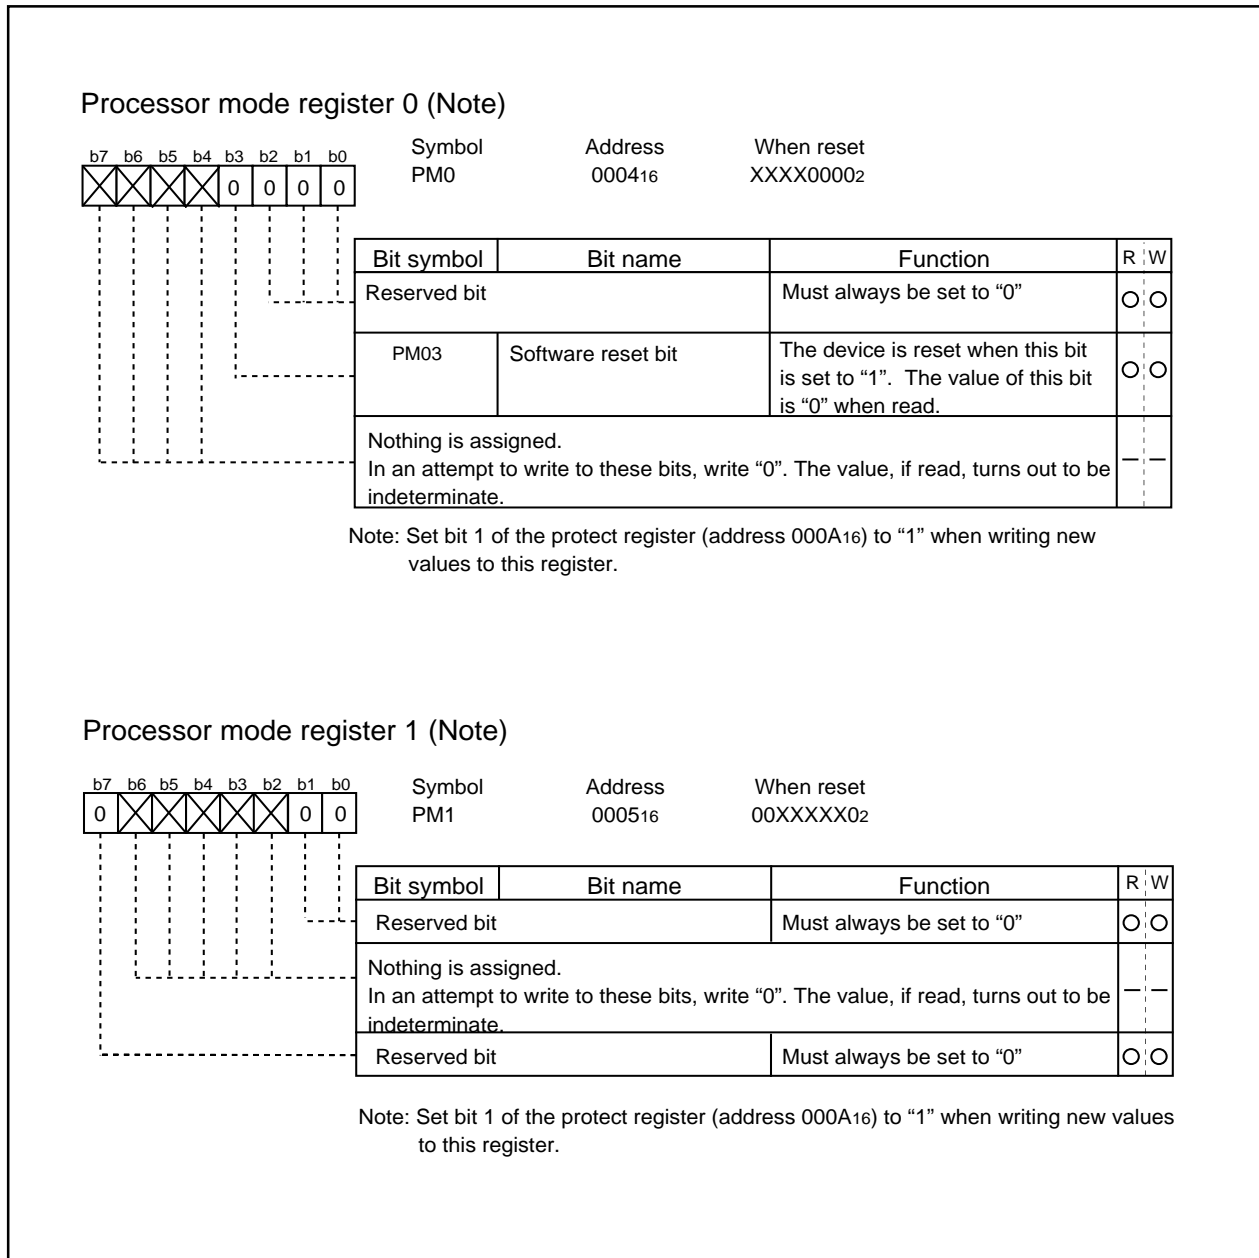 Processor mode register 0 (Note)
b7 b6 b5 b4 b3 b2 b1 b0
Symbol Address When reset
PM0 000416 XXXX00002
0 0 0 0
Bit symbol Bit name Function R W
Reserved bit Must always be set to “0”
PM03 Software reset bit The device is reset when this bit
is set to “1”. The value of this bit
is “0” when read.
Nothing is assigned.
In an attempt to write to these bits, write “0”. The value, if read, turns out to be
indeterminate.
Note: Set bit 1 of the protect register (address 000A16) to “1” when writing new
values to this register.
Processor mode register 1 (Note)
b7 b6 b5 b4 b3 b2 b1 b0
Symbol Address When reset
PM1 000516 00XXXXX02
0 0 0
Bit symbol Bit name Function R W
Reserved bit Must always be set to “0”
Nothing is assigned.
In an attempt to write to these bits, write “0”. The value, if read, turns out to be
indeterminate.
Reserved bit Must always be set to “0”
Note: Set bit 1 of the protect register (address 000A16) to “1” when writing new values
to this register.